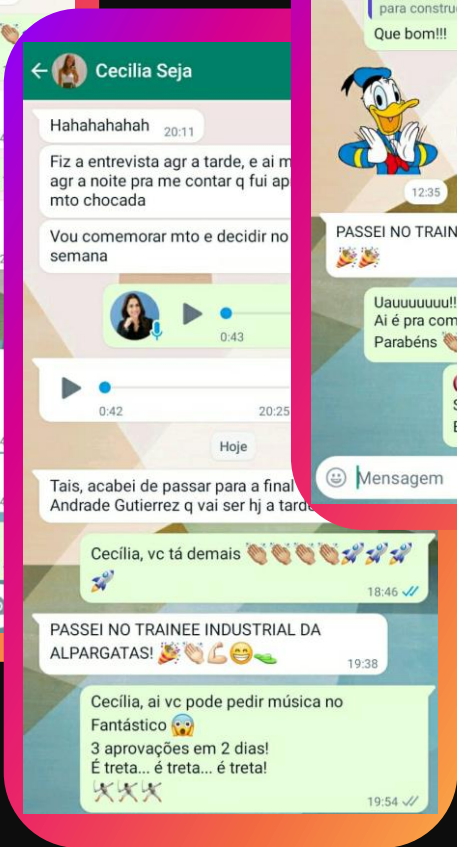 Cecilia Seja
Hahahahahah 20:11
Fiz a entrevista agr a tarde, e ai
agr a noite pra me contar q fui
mto chocada
Vou comemorar mto e decidir no
semana
0:43
0:42 20:25
Hoje
Tais, acabei de passar para a final
Andrade Gutierrez q vai ser hj a tarde
Cecília, vc tá demais 👏👏👏👏🚀🚀🚀
🚀
18:46
PASSEI NO TRAINEE INDUSTRIAL DA
ALPARGATAS! 🎉👏💪😁🥿
19:38
Cecília, ai vc pode pedir música no
Fantástico 😱
3 aprovações em 2 dias!
É treta... é treta... é treta!
🤺🤺🤺
19:54
para
Que bom!!!
12:35
PASSEI NO
🎉🎉
Uauuuuuuu!!
Ai é pra
Parabéns 👏
Mensagem